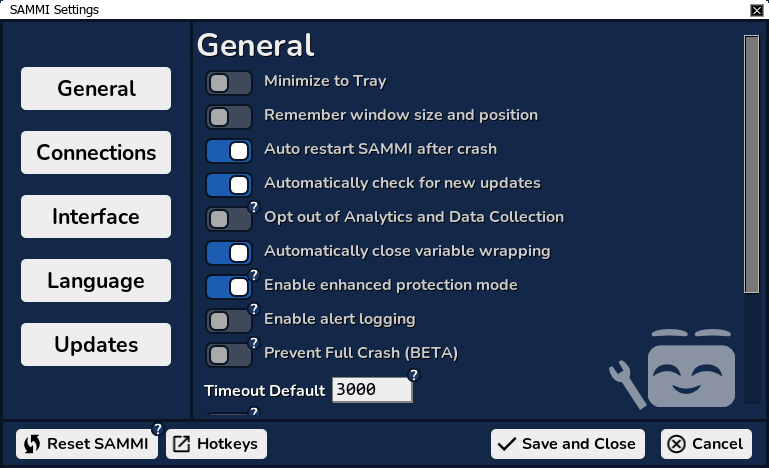 SAMMI Settings
General
General
Connections
Interface
Language
Updates
Minimize to Tray
Remember window size and position
Auto restart SAMMI after crash
Automatically check for new updates
? Opt out of Analytics and Data Collection
Automatically close variable wrapping
? Enable enhanced protection mode
? Enable alert logging
? Prevent Full Crash (BETA)
Timeout Default 3000 ?
?
Reset SAMMI ? Hotkeys Save and Close Cancel